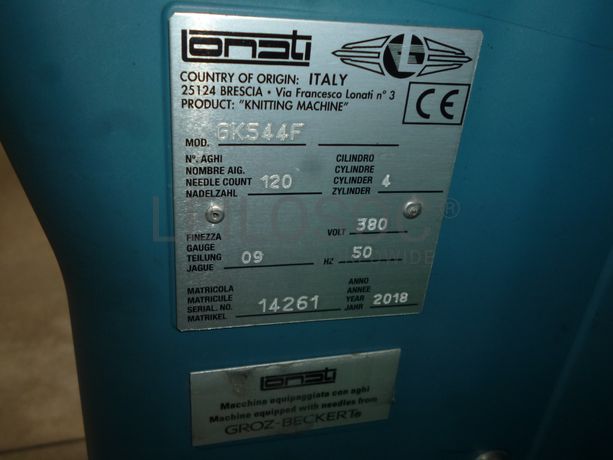 Lonati
L
COUNTRY OF ORIGIN: ITALY
25124 BRESCIA • Via Francesco Lonati n° 3
PRODUCT: "KNITTING MACHINE"
CE
MOD. GK544F
N°. AGHI
NOMBRE AIG.
NEEDLE COUNT 120
NADELZAHL
CILINDRO
CYLINDRE
CYLINDER 4
ZYLINDER
FINEZZA
GAUGE
TEILUNG 09
JAUGE
VOLT 380
HZ 50
MATRICOLA
MATRICULE
SERIAL. NO. 14261
MATRIKEL
ANNO
ANNEE
YEAR 2018
JAHR
Lonati
Macchina equipaggiata con aghi
Machine equipped with needles from
GROZ-BECKERT®